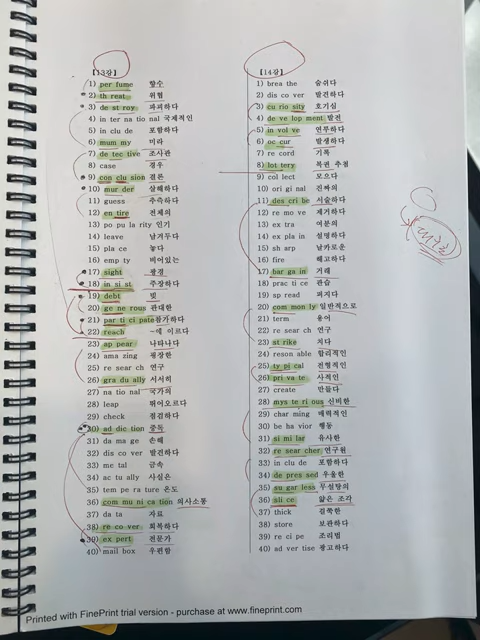 【13강】
1) per fume 향수
2) th reat 위협
3) de st roy 파괴하다
4) in ter na tio nal 국제적인
5) in clu de 포함하다
6) mum my 미라
7) de tec tive 조사관
8) case 경우
9) con clu sion 결론
10) mur der 살해하다
11) guess 추측하다
12) en tire 전체의
13) po pu la rity 인기
14) leave 남겨두다
15) pla ce 놓다
16) emp ty 비어있는
17) sight 광경
18) in si st 주장하다
19) debt 빚
20) ge ne rous 관대한
21) par ti ci pate 참가하다
22) reach ~에 이르다
23) ap pear 나타나다
24) ama zing 굉장한
25) re se ar ch 연구
26) gra du ally 서서히
27) na tio nal 국가의
28) leap 뛰어오르다
29) check 점검하다
30) ad dic tion 중독
31) da ma ge 손해
32) dis co ver 발견하다
33) me tal 금속
34) ac tu ally 사실은
35) tem pe ra ture 온도
36) com mu ni ca tion 의사소통
37) da ta 자료
38) re co ver 회복하다
39) ex pert 전문가
40) mail box 우편함
【14강】
1) brea the 숨쉬다
2) dis co ver 발견하다
3) cu rio sity 호기심
4) de ve lop ment 발전
5) in vol ve 연루하다
6) oc cur 발생하다
7) re cord 기록
8) lot tery 복권 추첨
9) col lect 모으다
10) ori gi nal 진짜의
11) des cri be 서술하다
12) re mo ve 제거하다
13) ex tra 여분의
14) ex pla in 설명하다
15) sh arp 날카로운
16) fire 해고하다
17) bar ga in 거래
18) prac ti ce 관습
19) sp read 퍼지다
20) com mon ly 일반적으로
21) term 용어
22) re sear ch 연구
23) st rike 치다
24) reson able 합리적인
25) ty pi cal 전형적인
26) pri va te 사적인
27) create 만들다
28) mys te ri ous 신비한
29) char ming 매력적인
30) be ha vior 행동
31) si mi lar 유사한
32) re sear cher 연구원
33) in clu de 포함하다
34) de pres sed 우울한
35) su gar less 무설탕의
36) sli ce 얇은 조각
37) thick 걸쭉한
38) store 보관하다
39) re ci pe 조리법
40) ad ver tise 광고하다
Printed with FinePrint trial version - purchase at www.fineprint.com